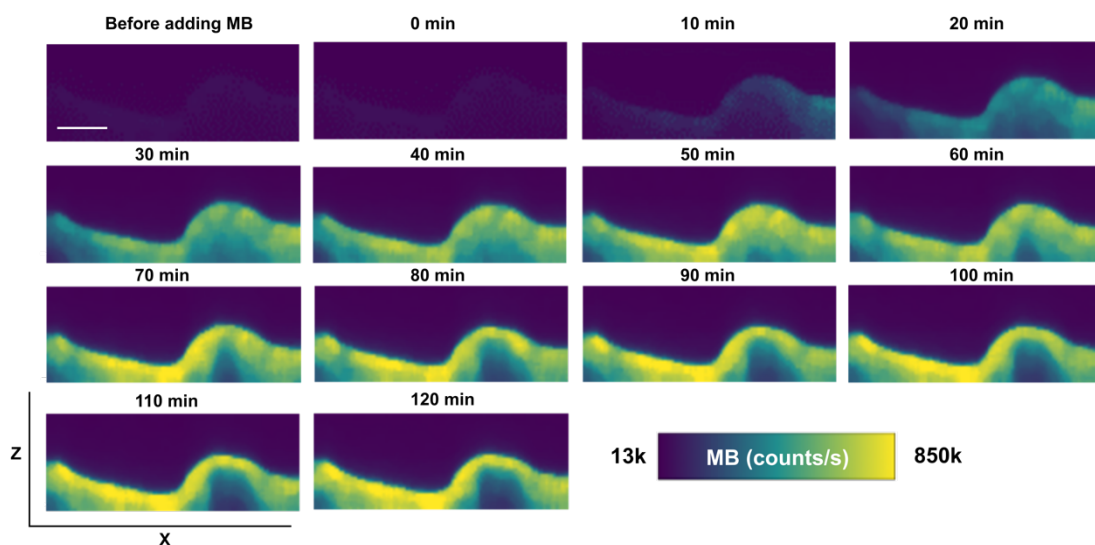 Before adding MB 0 min 10 min 20 min
30 min 40 min 50 min 60 min
70 min 80 min 90 min 100 min
110 min 120 min
13k MB (counts/s) 850k
Z
X